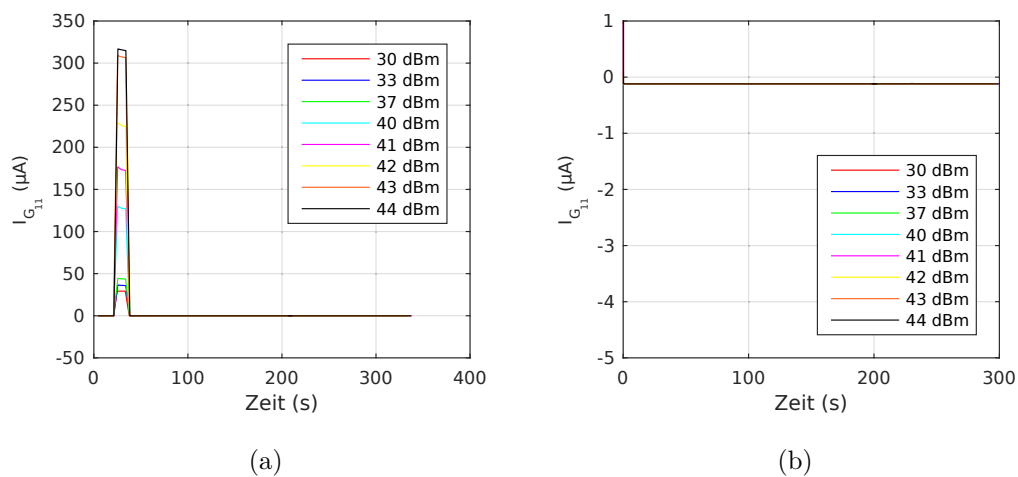 350
300
250
200
150
100
50
0
-50
I_G_11 (µA)
30 dBm
33 dBm
37 dBm
40 dBm
41 dBm
42 dBm
43 dBm
44 dBm
0 100 200 300 400
Zeit (s)
(a)
1
0
-1
-2
-3
-4
-5
I_G_11 (µA)
30 dBm
33 dBm
37 dBm
40 dBm
41 dBm
42 dBm
43 dBm
44 dBm
0 100 200 300
Zeit (s)
(b)